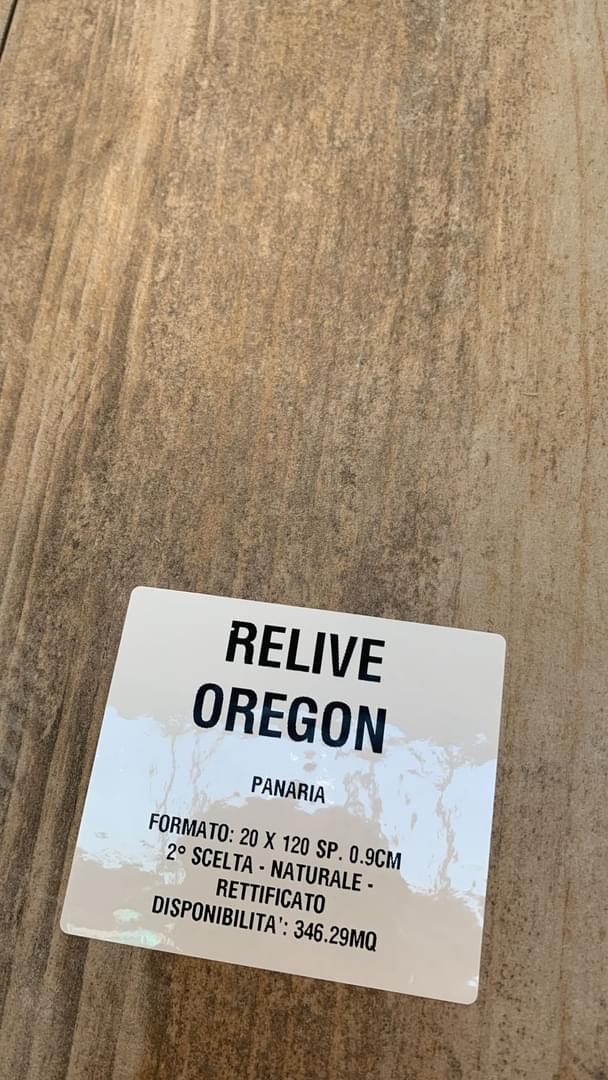 RELIVE
OREGON
PANARIA
FORMATO: 20 X 120 SP. 0.9CM
2° SCELTA - NATURALE -
RETTIFICATO
DISPONIBILITA': 346.29MQ